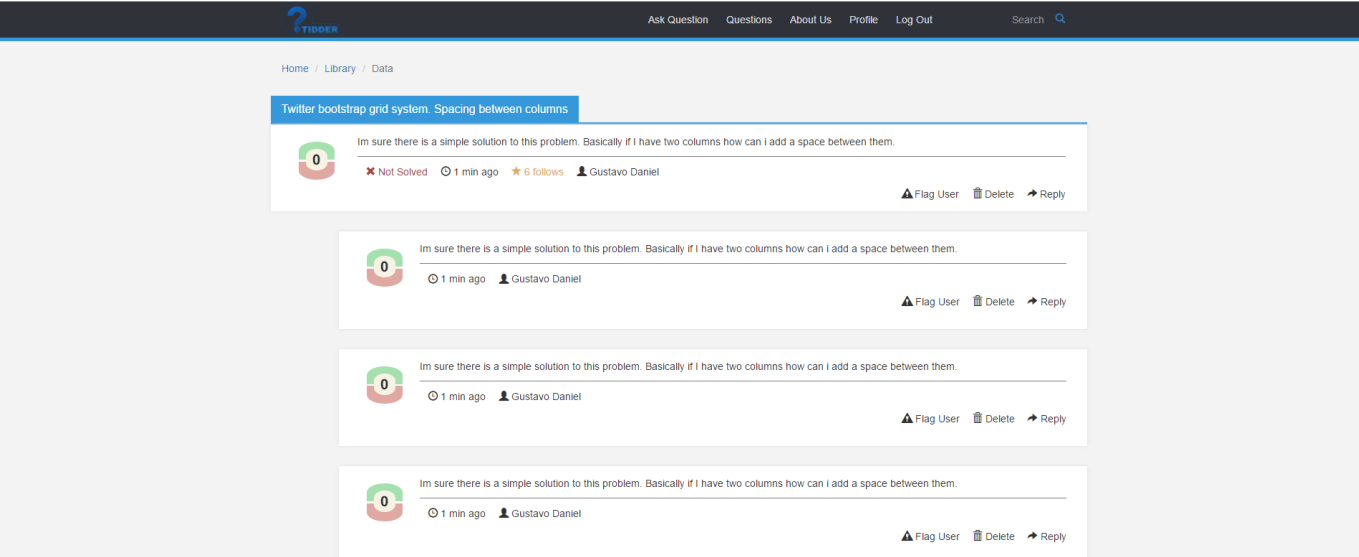 ? TIDDER Ask Question Questions About Us Profile Log Out Search
Home / Library / Data
Twitter bootstrap grid system. Spacing between columns
Im sure there is a simple solution to this problem. Basically if I have two columns how can i add a space between them.
0
Not Solved 1 min ago 6 follows Gustavo Daniel
Flag User Delete Reply
Im sure there is a simple solution to this problem. Basically if I have two columns how can i add a space between them.
0
1 min ago Gustavo Daniel
Flag User Delete Reply
Im sure there is a simple solution to this problem. Basically if I have two columns how can i add a space between them.
0
1 min ago Gustavo Daniel
Flag User Delete Reply
Im sure there is a simple solution to this problem. Basically if I have two columns how can i add a space between them.
0
1 min ago Gustavo Daniel
Flag User Delete Reply